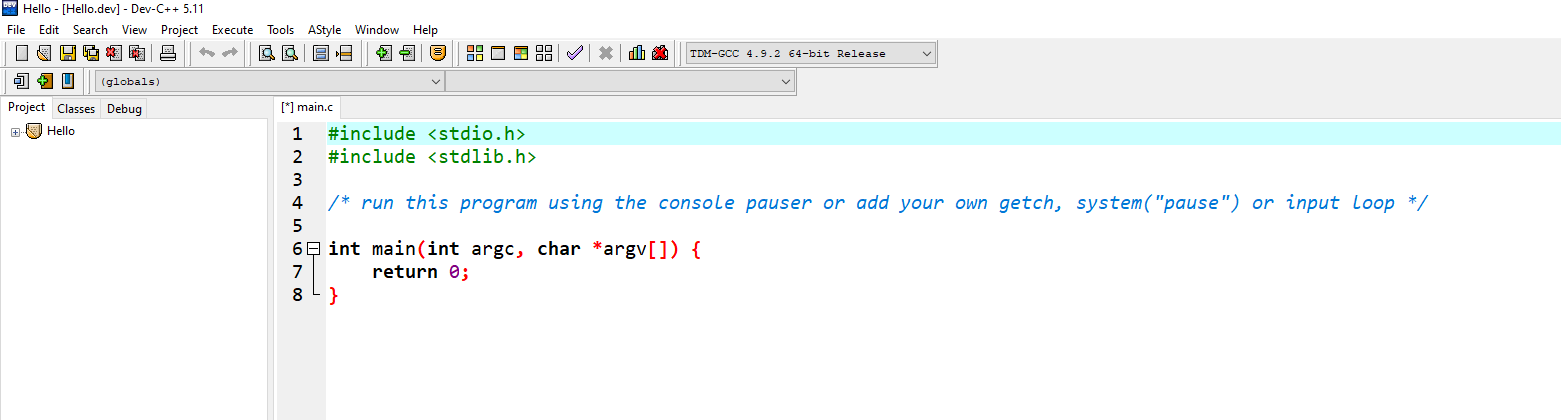 DEV
Hello - [Hello.dev] - Dev-C++ 5.11
File Edit Search View Project Execute Tools AStyle Window Help
TDM-GCC 4.9.2 64-bit Release
(globals)
Project Classes Debug
[*] main.c
Hello
1 #include <stdio.h>
2 #include <stdlib.h>
3
4 /* run this program using the console pauser or add your own getch, system("pause") or input loop */
5
6 int main(int argc, char *argv[]) {
7 return 0;
8 }